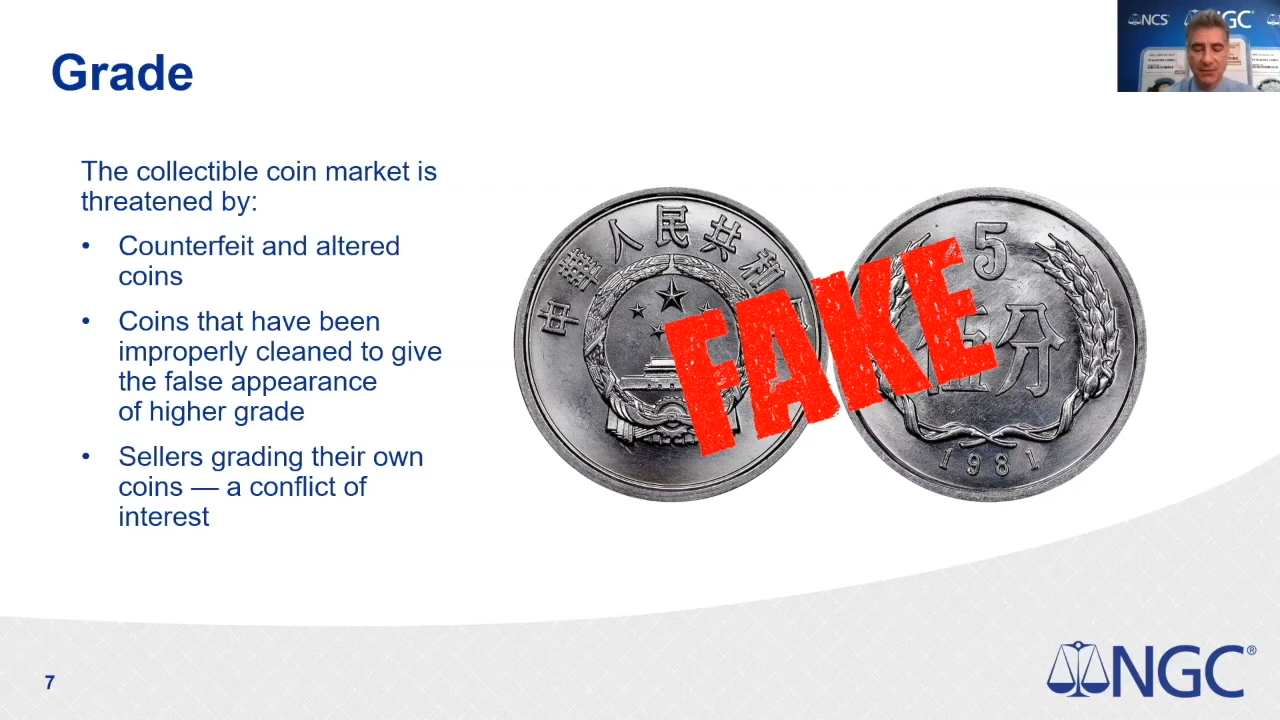 Grade
NCS
NGC
The collectible coin market is
threatened by:
• Counterfeit and altered
coins
• Coins that have been
improperly cleaned to give
the false appearance
of higher grade
• Sellers grading their own
coins — a conflict of
interest
中華人民共和
5
分
1981
FAKE
7
NGC®